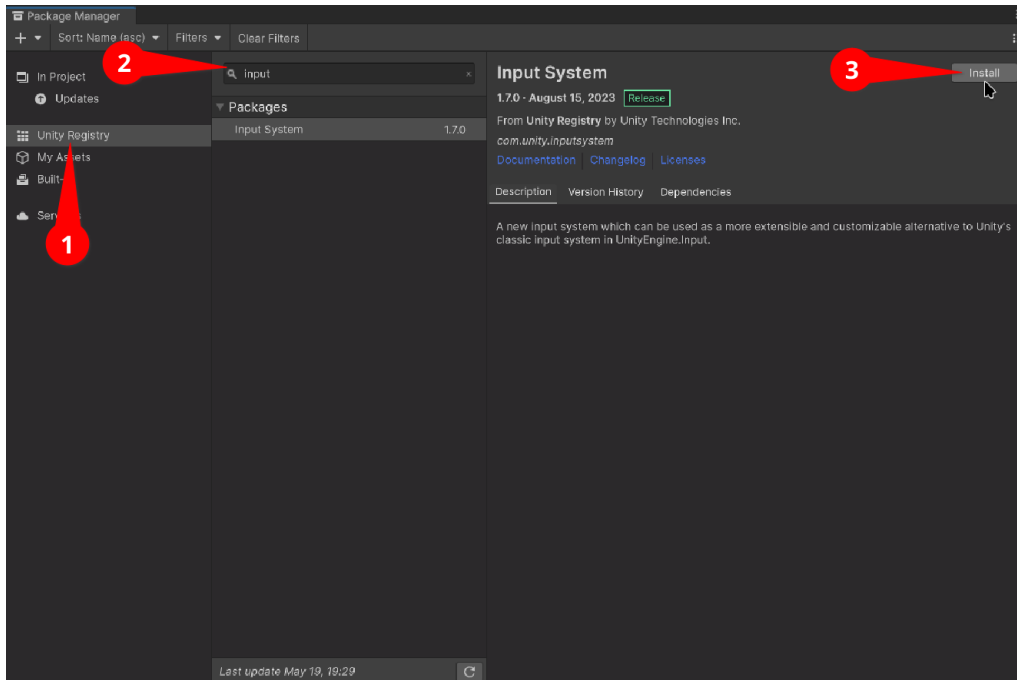 Package Manager
Sort: Name (asc) Filters Clear Filters
In Project
Updates
Unity Registry
My Assets
Built-
1
2
input
Packages
Input System 1.7.0
Last update May 19, 19:29
Input System
3
Install
1.7.0 - August 15, 2023 Release
From Unity Registry by Unity Technologies Inc.
com.unity.inputsystem
Documentation Changelog Licenses
Description Version History Dependencies
A new input system which can be used as a more extensible and customizable alternative to Unity's
classic input system in UnityEngine.Input.